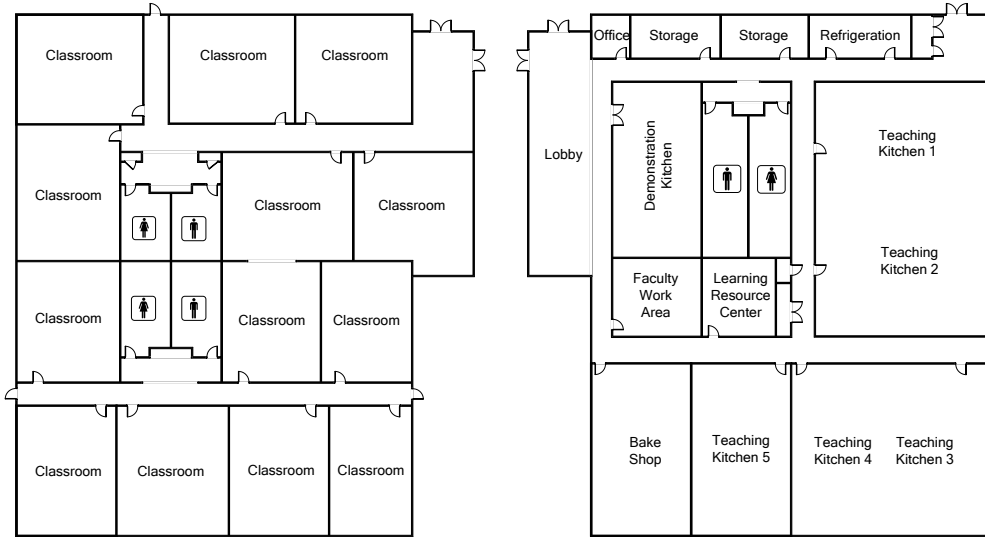 Classroom
Classroom
Classroom
Classroom
Classroom
Classroom
Classroom
Classroom
Classroom
Classroom
Classroom
Classroom
Classroom
Office
Storage
Storage
Refrigeration
Lobby
Demonstration
Kitchen
Teaching
Kitchen 1
Teaching
Kitchen 2
Faculty
Work
Area
Learning
Resource
Center
Bake
Shop
Teaching
Kitchen 5
Teaching
Kitchen 4
Teaching
Kitchen 3